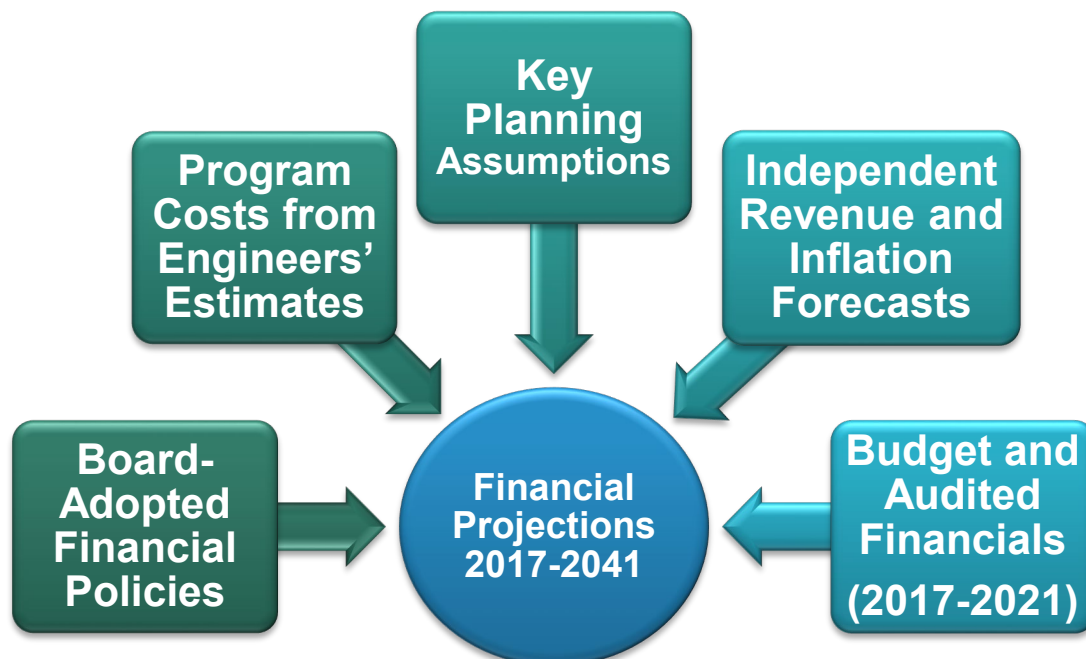 Key
Planning
Assumptions
Program
Costs from
Engineers’
Estimates
Independent
Revenue and
Inflation
Forecasts
Board-
Adopted
Financial
Policies
Financial
Projections
2017-2041
Budget and
Audited
Financials
(2017-2021)